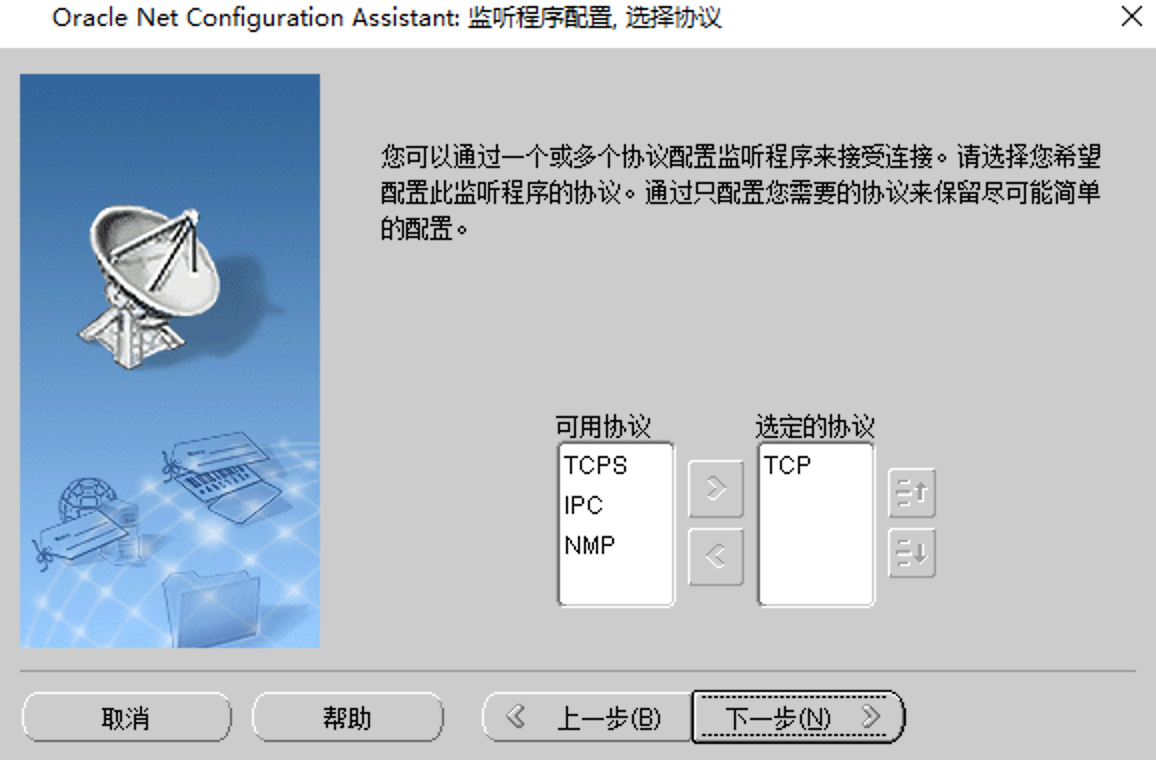 Oracle Net Configuration Assistant: 监听程序配置, 选择协议
您可以通过一个或多个协议配置监听程序来接受连接。请选择您希望
配置此监听程序的协议。通过只配置您需要的协议来保留尽可能简单
的配置。
可用协议
TCPS
IPC
NMP
选定的协议
TCP
取消
帮助
上一步(B)
下一步(N)